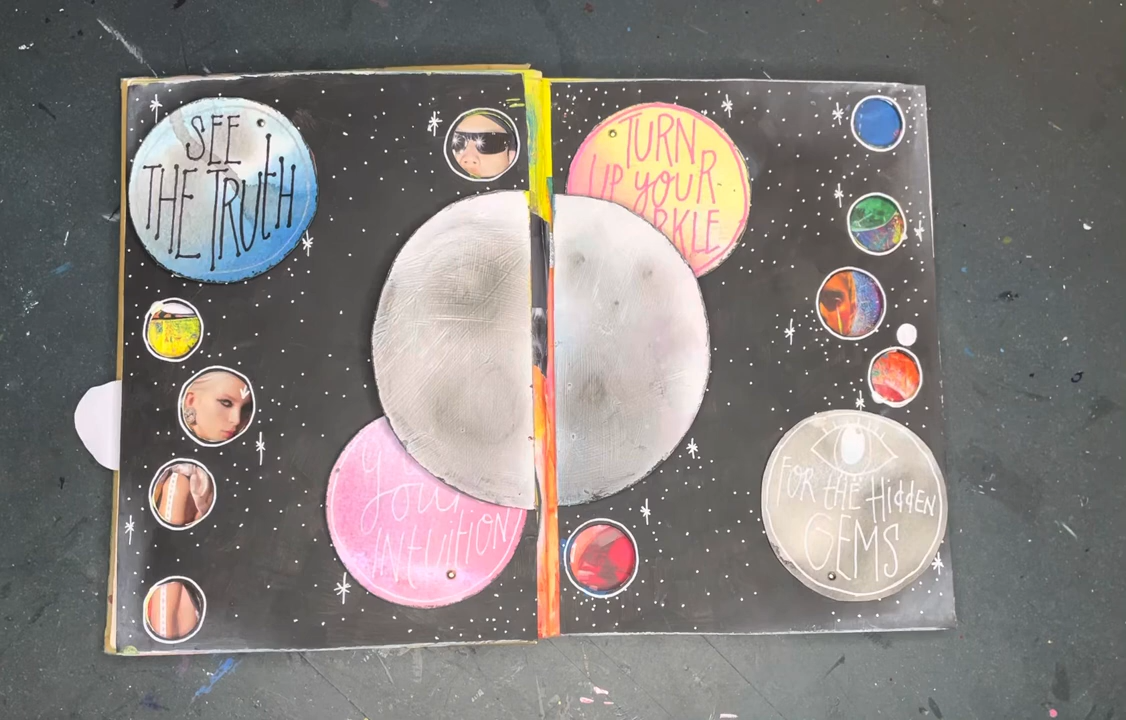 SEE
THE TRUTH
TURN
UP YOUR
RKLE
Your
INTUITION
FOR tHE HiddEN
GEMS